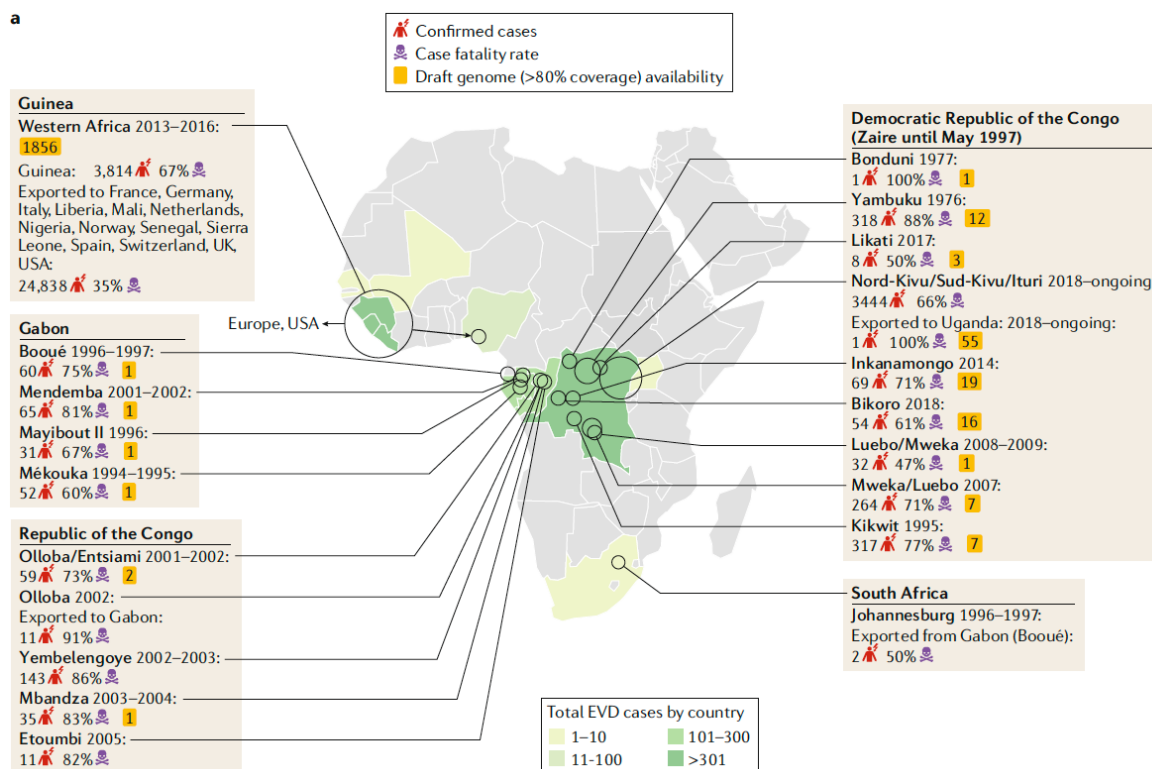 a
Confirmed cases
Case fatality rate
Draft genome (>80% coverage) availability
Guinea
Western Africa 2013–2016:
1856
Guinea: 3,814 67%
Exported to France, Germany,
Italy, Liberia, Mali, Netherlands,
Nigeria, Norway, Senegal, Sierra
Leone, Spain, Switzerland, UK,
USA:
24,838 35%
Gabon
Booué 1996–1997:
60 75% 1
Mendemba 2001–2002:
65 81% 1
Mayibout II 1996:
31 67% 1
Mékouka 1994–1995:
52 60% 1
Republic of the Congo
Olloba/Entsiami 2001–2002:
59 73% 2
Olloba 2002:
Exported to Gabon:
11 91%
Yembelengoye 2002–2003:
143 86%
Mbandza 2003–2004:
35 83% 1
Etoumbi 2005:
11 82%
Europe, USA
Democratic Republic of the Congo
(Zaire until May 1997)
Bonduni 1977:
1 100% 1
Yambuku 1976:
318 88% 12
Likati 2017:
8 50% 3
Nord-Kivu/Sud-Kivu/Ituri 2018–ongoing
3444 66%
Exported to Uganda: 2018–ongoing:
1 100% 55
Inkanamongo 2014:
69 71% 19
Bikoro 2018:
54 61% 16
Luebo/Mweka 2008–2009:
32 47% 1
Mweka/Luebo 2007:
264 71% 7
Kikwit 1995:
317 77% 7
South Africa
Johannesburg 1996–1997:
Exported from Gabon (Booué):
2 50%
Total EVD cases by country
1–10 101–300
11-100 >301